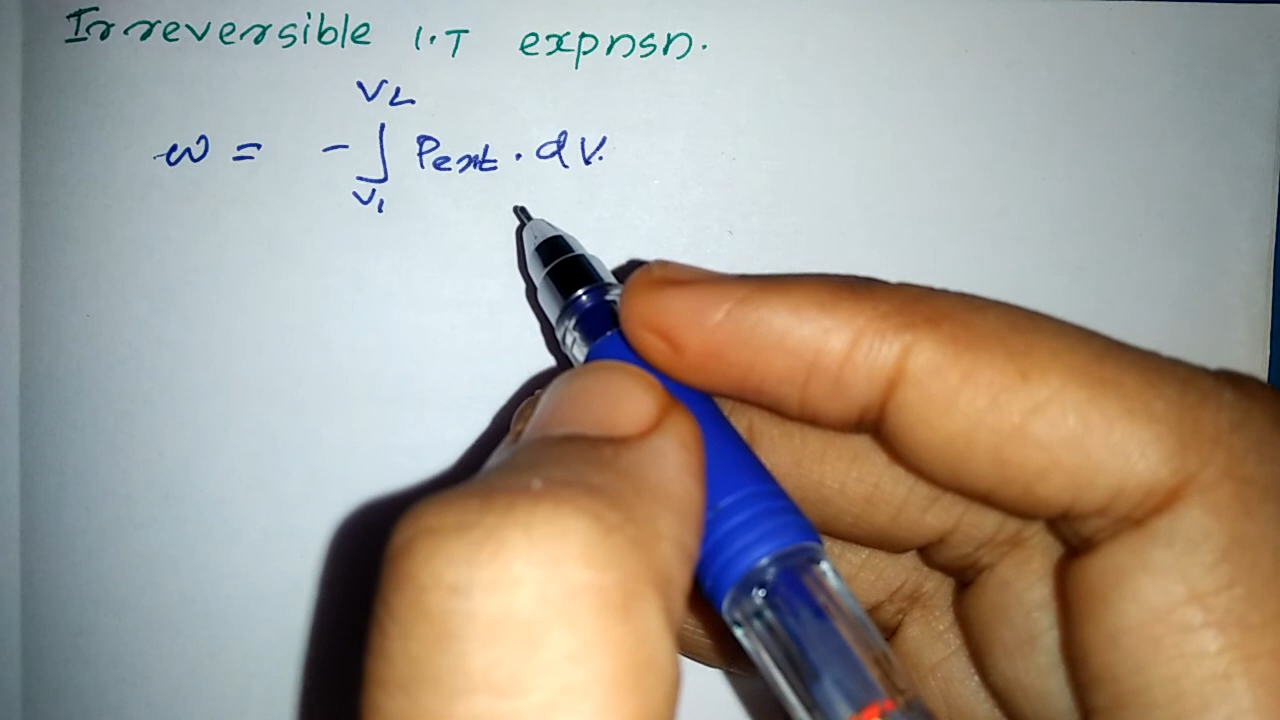 Irreversible I.T expnsn.
V2
w = - ∫ Pext . dV.
V1